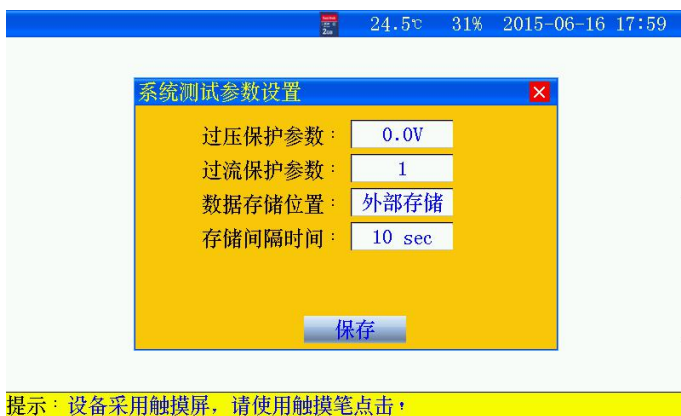 SanDisk
2GB
24.5℃ 31% 2015-06-16 17:59
系统测试参数设置
过压保护参数： 0.0V
过流保护参数： 1
数据存储位置： 外部存储
存储间隔时间： 10 sec
保存
提示：设备采用触摸屏，请使用触摸笔点击！